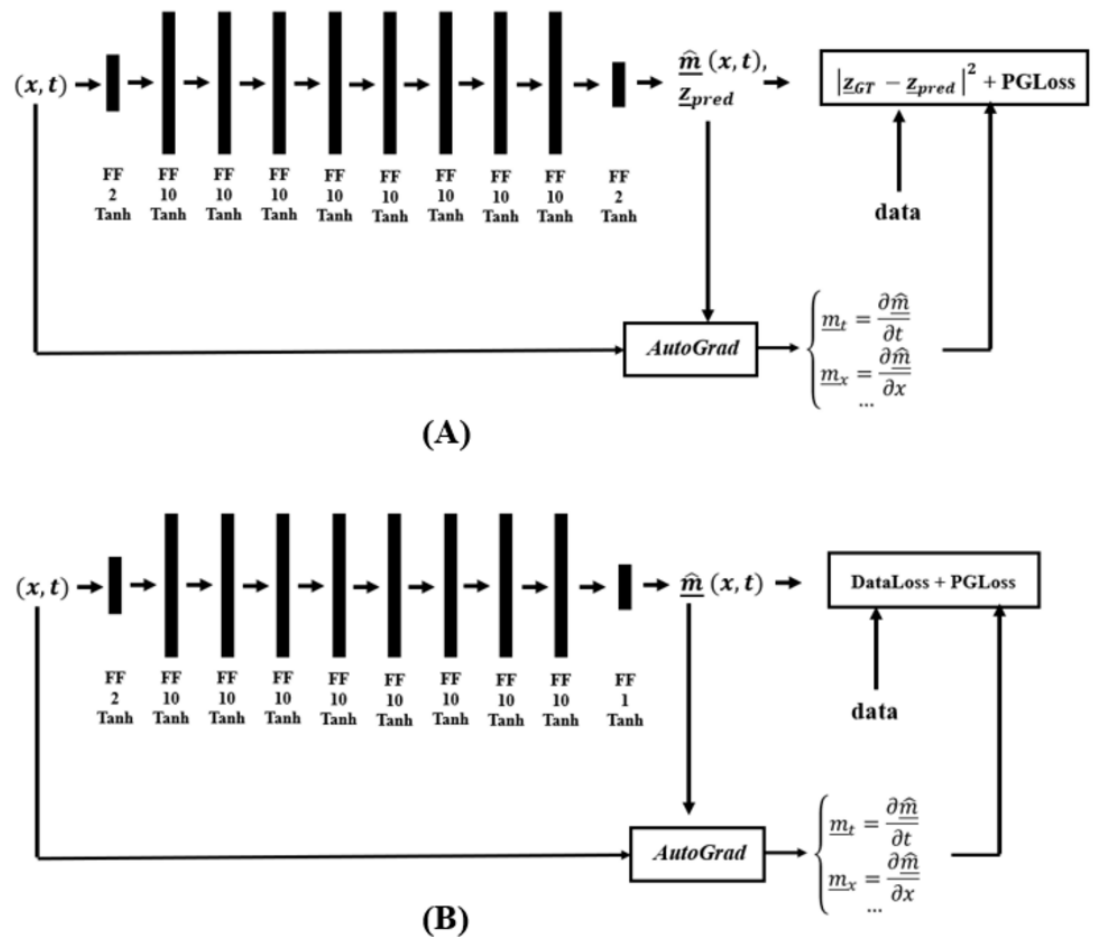 (x, t)
m̂ (x, t),
z_pred
|z_GT − z_pred|² + PGLoss
FF FF FF FF FF FF FF FF FF FF
2 10 10 10 10 10 10 10 10 2
Tanh Tanh Tanh Tanh Tanh Tanh Tanh Tanh Tanh Tanh
data
AutoGrad
m_t = ∂m̂/∂t
m_x = ∂m̂/∂x
...
(A)
(x, t)
m̂ (x, t)
DataLoss + PGLoss
FF FF FF FF FF FF FF FF FF FF
2 10 10 10 10 10 10 10 10 1
Tanh Tanh Tanh Tanh Tanh Tanh Tanh Tanh Tanh Tanh
data
AutoGrad
m_t = ∂m̂/∂t
m_x = ∂m̂/∂x
...
(B)